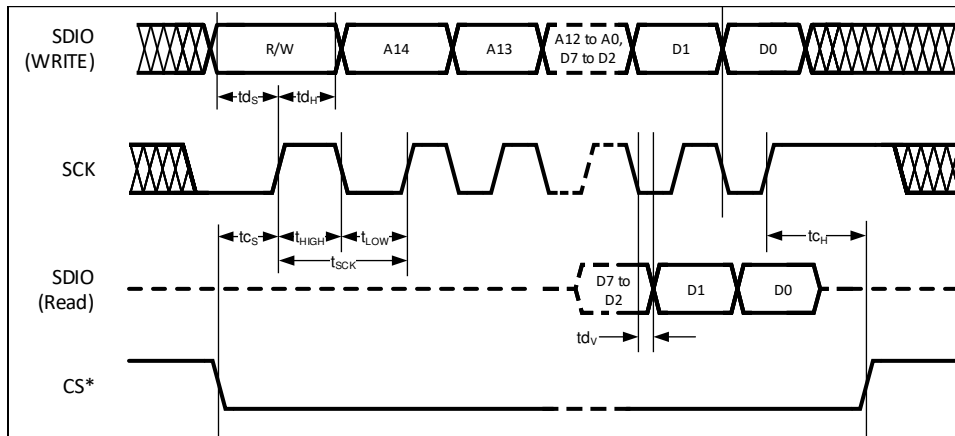 SDIO
(WRITE)
R/W
A14
A13
A12 to A0,
D7 to D2
D1
D0
tdS
tdH
SCK
tcS
tHIGH
tLOW
tSCK
tcH
SDIO
(Read)
D7 to
D2
D1
D0
tdV
CS*